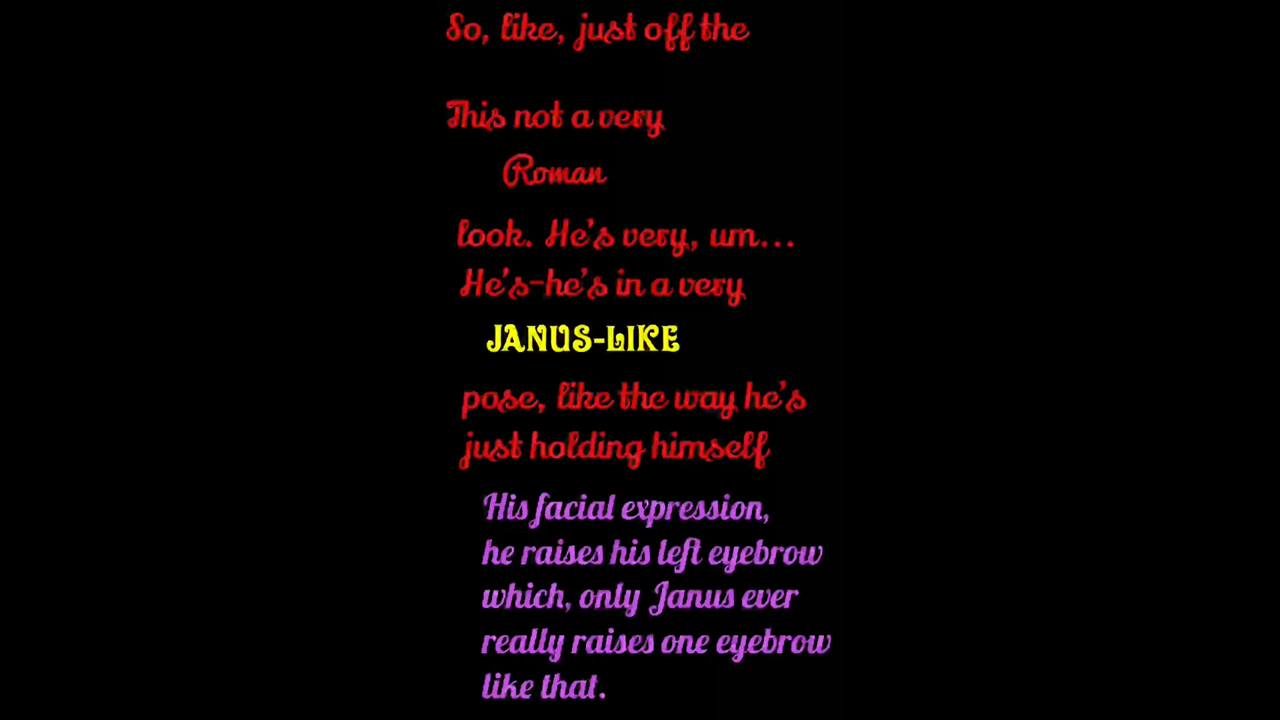 So, like, just off the
This not a very
Roman
look. He's very, um...
He's-he's in a very
JANUS-LIKE
pose, like the way he's
just holding himself
His facial expression,
he raises his left eyebrow
which, only Janus ever
really raises one eyebrow
like that.